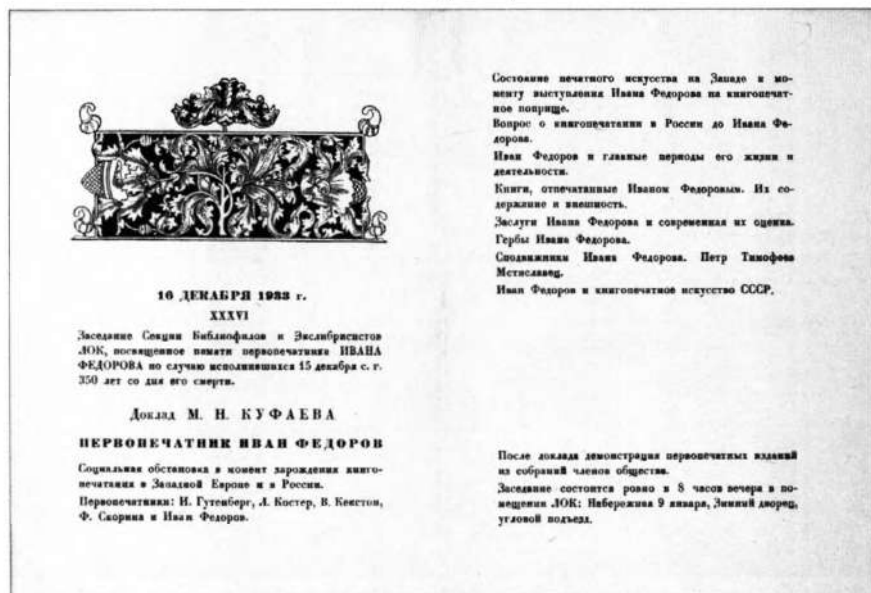 16 ДЕКАБРЯ 1933 г.
XXXVI
Заседание Секции Библиофилов и Экслибрисистов
ЛОК, посвященное памяти первопечатника ИВАНА
ФЕДОРОВА по случаю исполнившихся 15 декабря с. г.
350 лет со дня его смерти.
Доклад М. Н. КУФАЕВА
ПЕРВОПЕЧАТНИК ИВАН ФЕДОРОВ
Социальная обстановка в момент зарождения книго-
печатания в Западной Европе и в России.
Первопечатники: И. Гутенберг, Л. Костер, В. Кекстон,
Ф. Скорина и Иван Федоров.
Состояние печатного искусства на Западе к мо-
менту выступления Ивана Федорова на книгопечат-
ное поприще.
Вопрос о книгопечатании в России до Ивана Фе-
дорова.
Иван Федоров и главные периоды его жизни и
деятельности.
Книги, отпечатанные Иваном Федоровым. Их со-
держание и внешность.
Заслуги Ивана Федорова и современная их оценка.
Гербы Ивана Федорова.
Сподвижники Ивана Федорова. Петр Тимофеев
Мстиславец.
Иван Федоров и книгопечатное искусство СССР.
После доклада демонстрация первопечатных изданий
из собраний членов общества.
Заседание состоится ровно в 8 часов вечера в по-
мещении ЛОК: Набережная 9 января, Зимний дворец,
угловой подъезд.